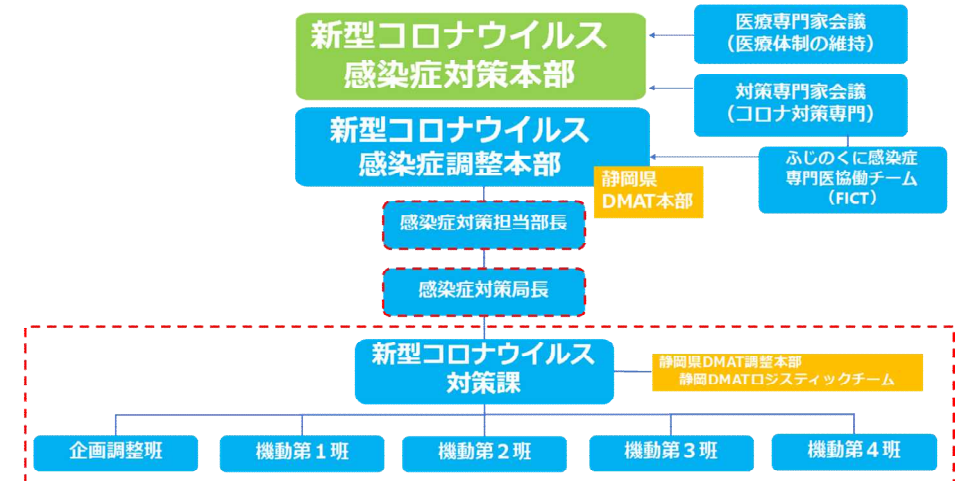 新型コロナウイルス
感染症対策本部
医療専門家会議
（医療体制の維持）
対策専門家会議
（コロナ対策専門）
新型コロナウイルス
感染症調整本部
ふじのくに感染症
専門医協働チーム
（FICT）
静岡県
DMAT本部
感染症対策担当部長
感染症対策局長
新型コロナウイルス
対策課
静岡県DMAT調整本部
静岡DMATロジスティックチーム
企画調整班
機動第１班
機動第２班
機動第３班
機動第４班